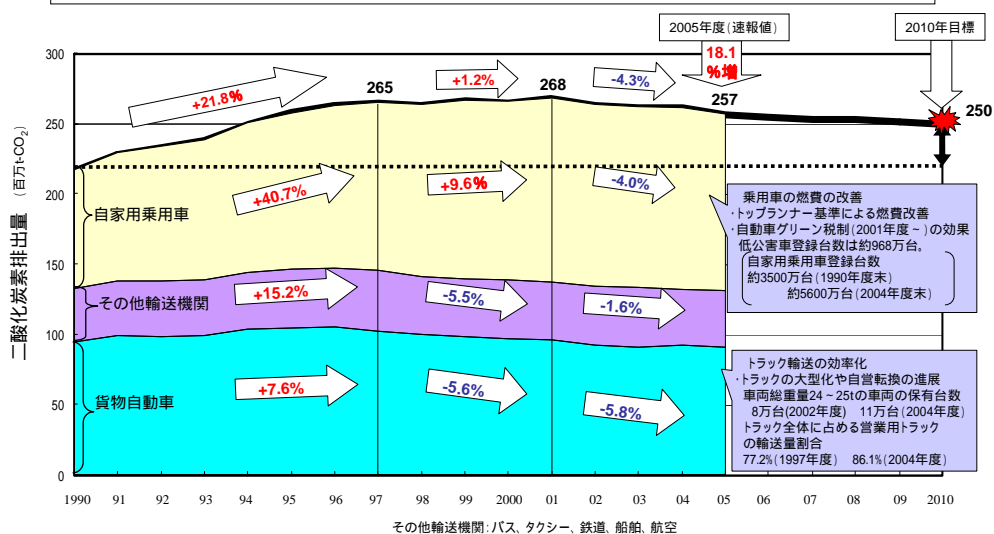 2005年度(速報値)
2010年目標
18.1
%増
300
250
200
150
100
50
0
二酸化炭素排出量 (百万t-CO2)
+21.8%
265
+1.2%
268
-4.3%
257
250
+40.7%
+9.6%
-4.0%
自家用乗用車
+15.2%
-5.5%
-1.6%
その他輸送機関
+7.6%
-5.6%
-5.8%
貨物自動車
乗用車の燃費の改善
・トップランナー基準による燃費改善
・自動車グリーン税制(2001年度~)の効果
低公害車登録台数は約968万台。
自家用乗用車登録台数
約3500万台(1990年度末)
約5600万台(2004年度末)
トラック輸送の効率化
・トラックの大型化や自営転換の進展
車両総重量24~25tの車両の保有台数
8万台(2002年度) 11万台(2004年度)
トラック全体に占める営業用トラック
の輸送量割合
77.2%(1997年度) 86.1%(2004年度)
1990 91 92 93 94 95 96 97 98 99 2000 01 02 03 04 05 06 07 08 09 2010
その他輸送機関:バス、タクシー、鉄道、船舶、航空